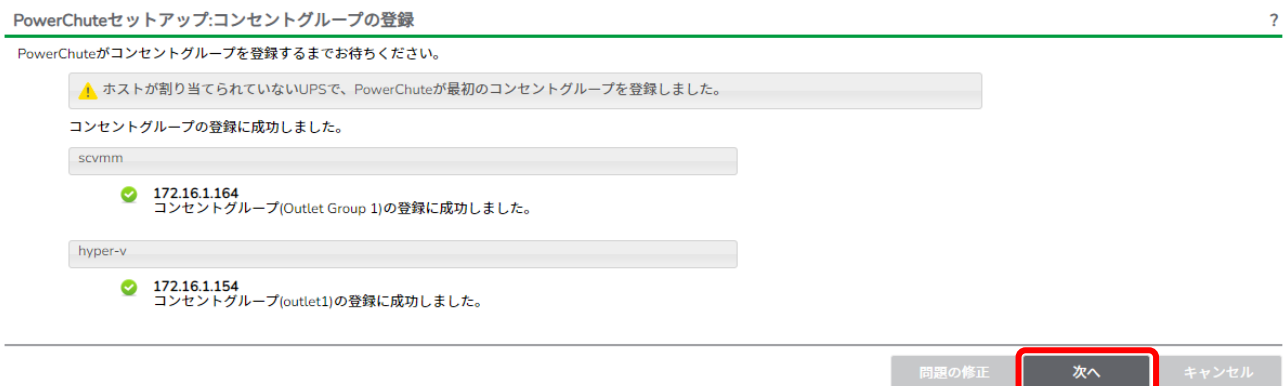 PowerChuteセットアップ:コンセントグループの登録
?
PowerChuteがコンセントグループを登録するまでお待ちください。
ホストが割り当てられていないUPSで、PowerChuteが最初のコンセントグループを登録しました。
コンセントグループの登録に成功しました。
scvmm
172.16.1.164
コンセントグループ(Outlet Group 1)の登録に成功しました。
hyper-v
172.16.1.154
コンセントグループ(outlet1)の登録に成功しました。
問題の修正
次へ
キャンセル